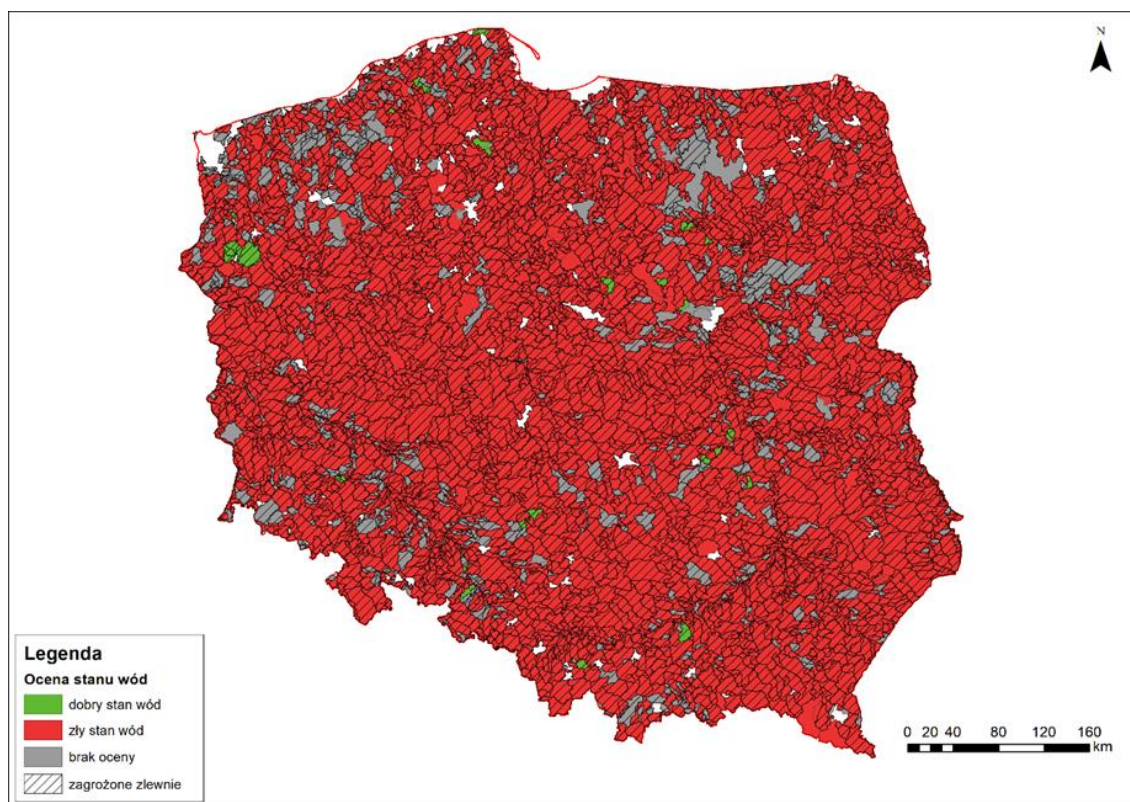 N
Legenda
Ocena stanu wód
dobry stan wód
zły stan wód
brak oceny
zagrożone zlewnie
0 20 40 80 120 160
km